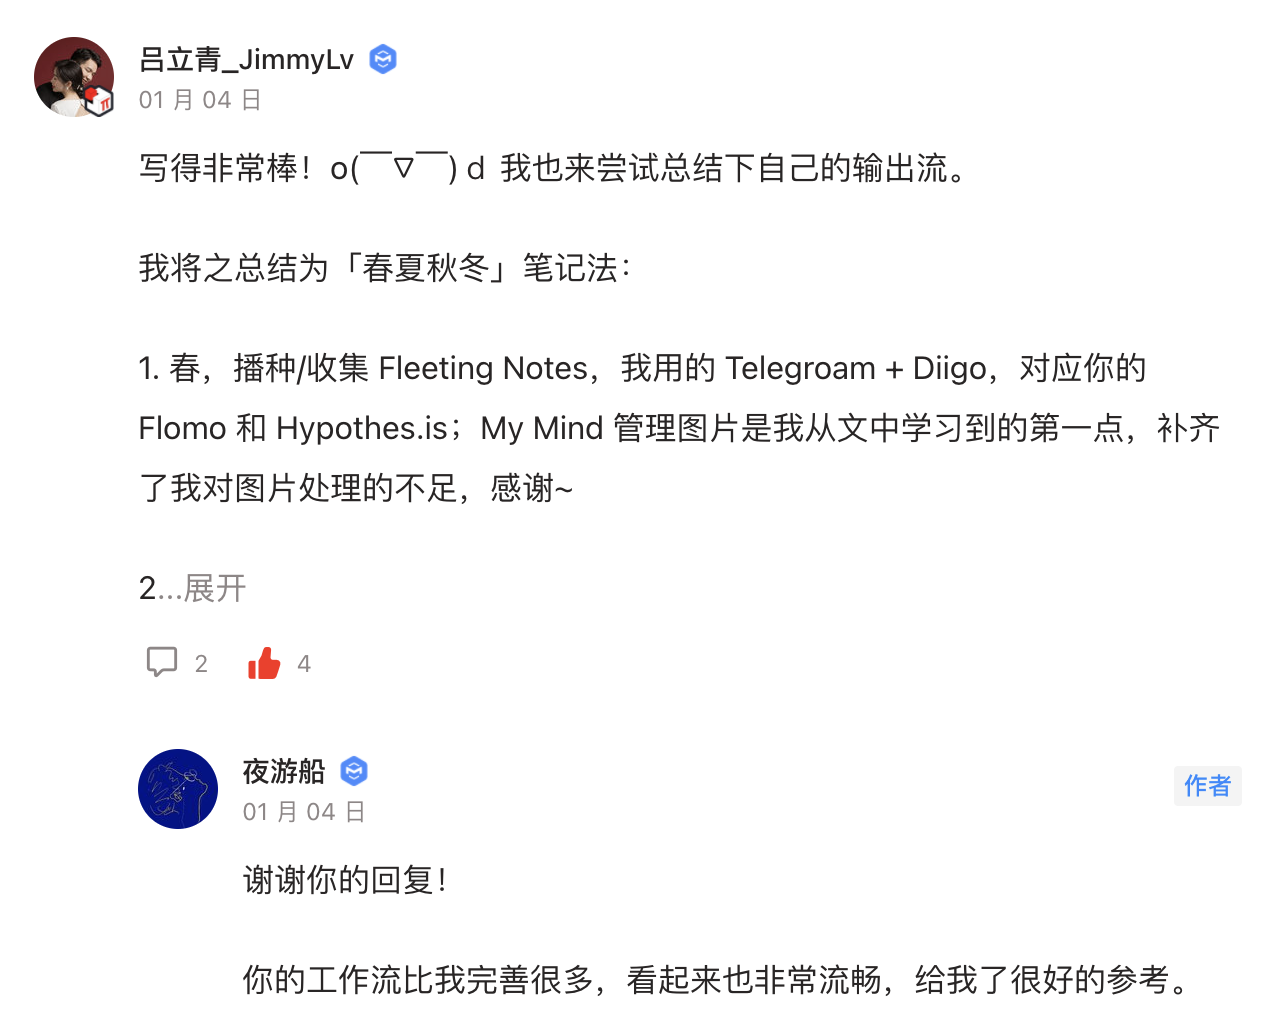 吕立青_JimmyLv
01 月 04 日
写得非常棒！o(￣▽￣)ｄ 我也来尝试总结下自己的输出流。
我将之总结为「春夏秋冬」笔记法：
1. 春，播种/收集 Fleeting Notes，我用的 Telegroam + Diigo，对应你的
Flomo 和 Hypothes.is；My Mind 管理图片是我从文中学习到的第一点，补齐
了我对图片处理的不足，感谢~
2...展开
2 4
夜游船
作者
01 月 04 日
谢谢你的回复！
你的工作流比我完善很多，看起来也非常流畅，给我了很好的参考。